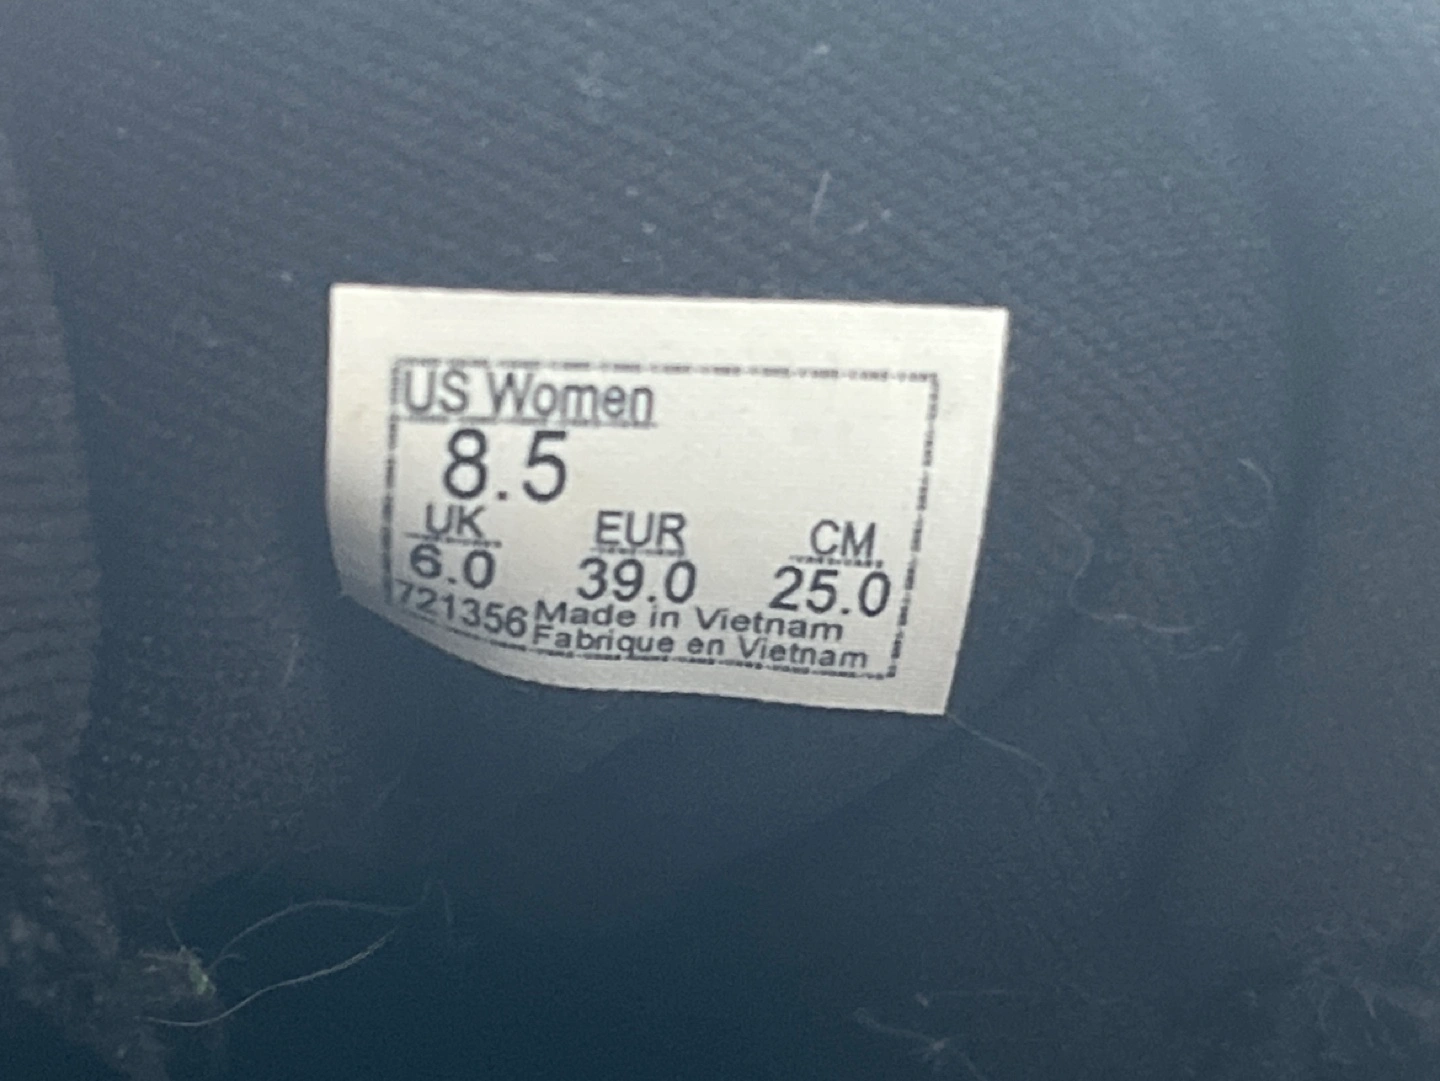 US Women
8.5
UK EUR CM
6.0 39.0 25.0
721356 Made in Vietnam
Fabrique en Vietnam